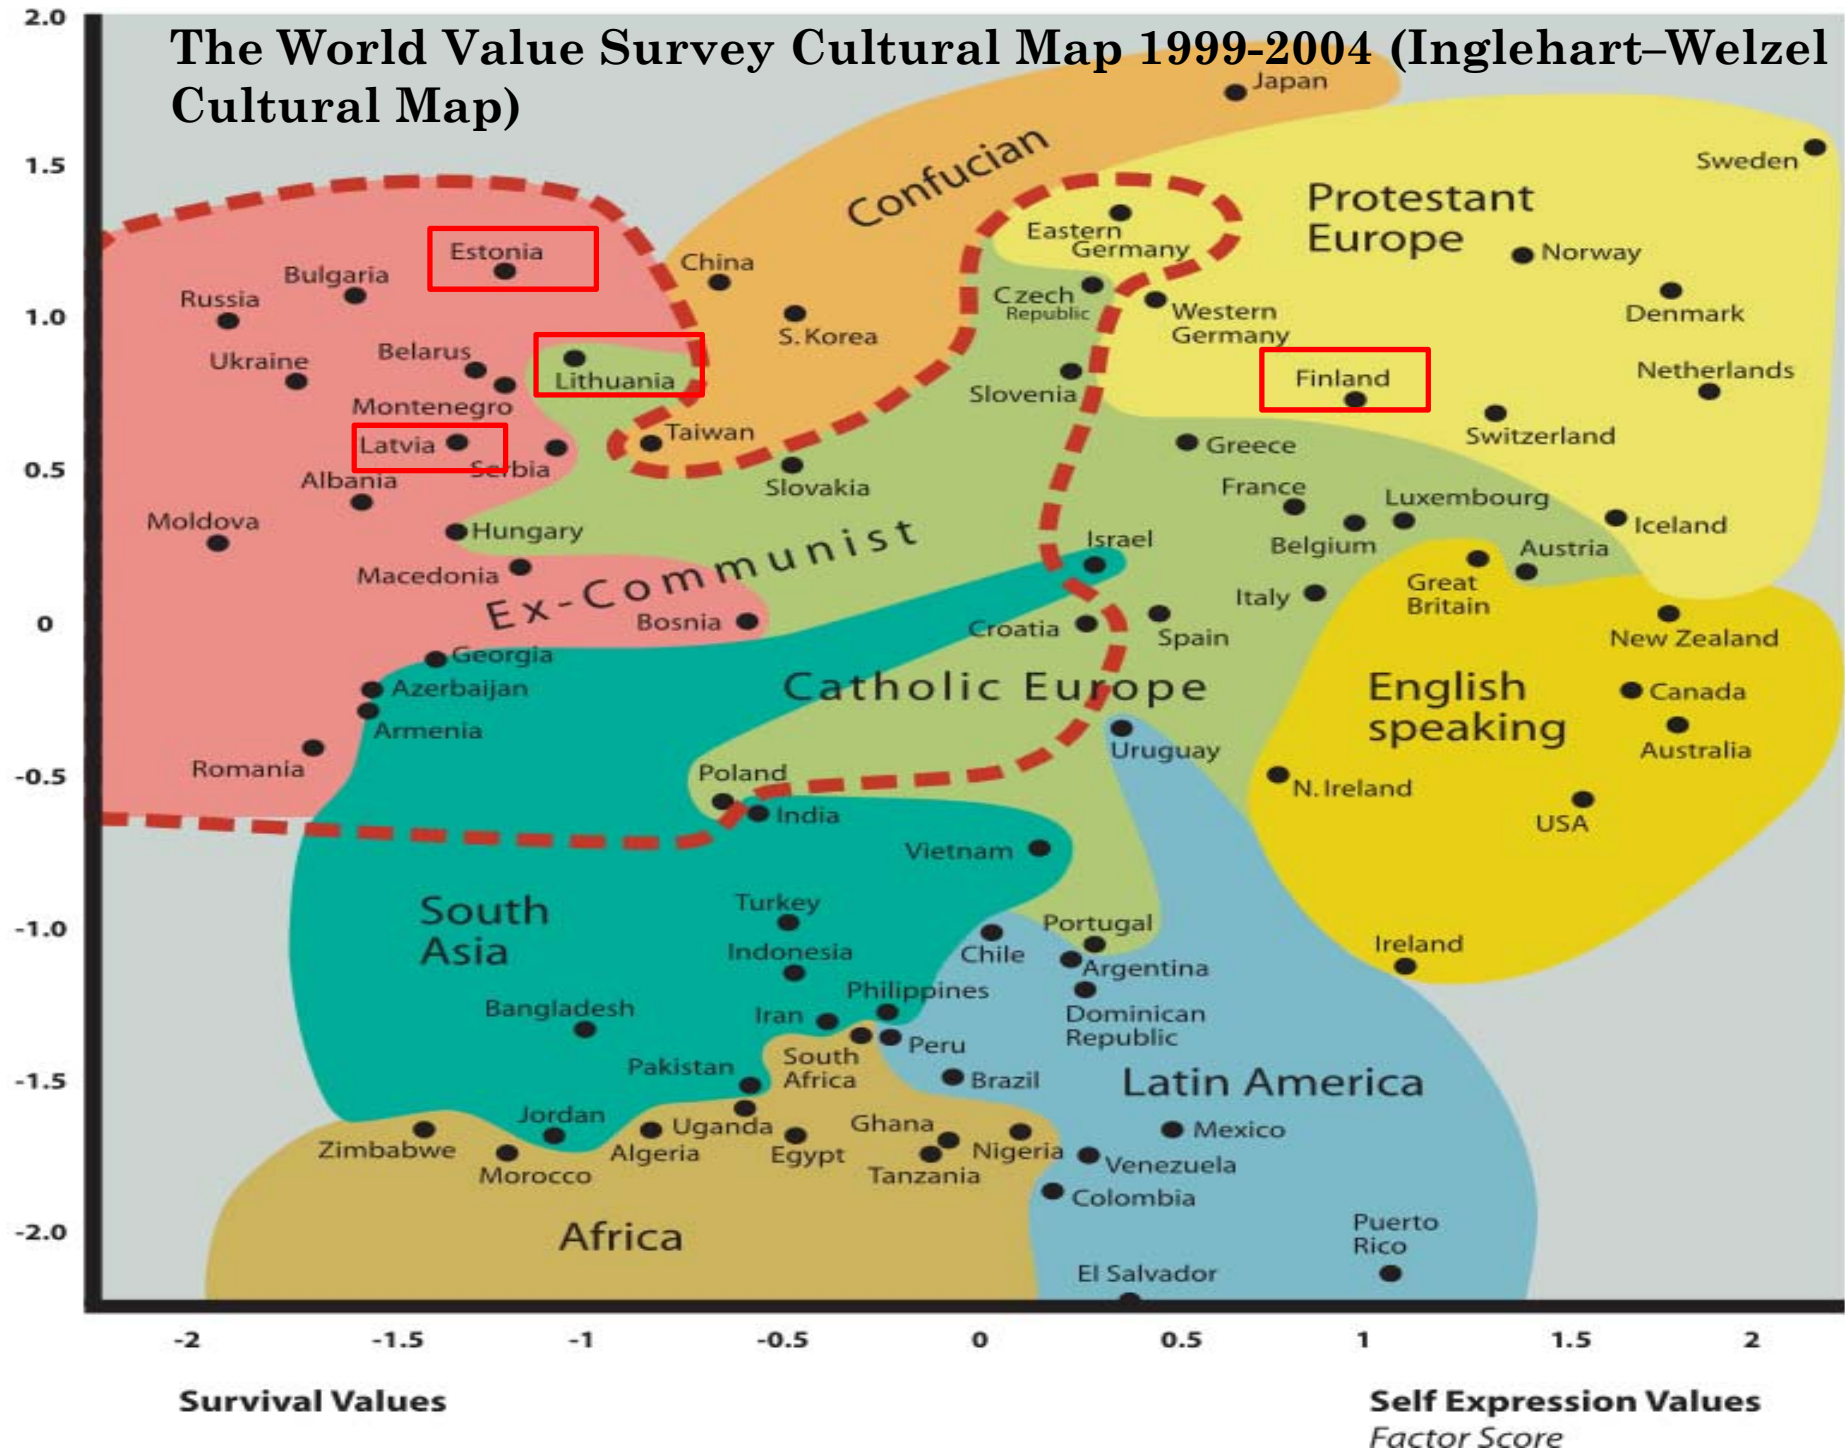 2.0
The World Value Survey Cultural Map 1999-2004 (Inglehart–Welzel
Cultural Map)
Japan
Confucian
1.5
Sweden
Protestant
Europe
Eastern
Germany
Estonia
Norway
China
Bulgaria
Russia
Czech
Republic
Western
Germany
Denmark
1.0
S. Korea
Belarus
Ukraine
Lithuania
Slovenia
Finland
Netherlands
Montenegro
Taiwan
Latvia
Greece
Switzerland
0.5
Serbia
Albania
Slovakia
France
Luxembourg
Moldova
Hungary
Israel
Belgium
Austria
Iceland
Macedonia
Ex-Communist
Great
Britain
Italy
0
Bosnia
Croatia
Spain
New Zealand
Georgia
Azerbaijan
Catholic Europe
English
speaking
Canada
Armenia
Uruguay
Australia
Romania
-0.5
Poland
N. Ireland
India
USA
Vietnam
South
Asia
Turkey
-1.0
Portugal
Indonesia
Chile
Argentina
Ireland
Philippines
Bangladesh
Iran
Dominican
Republic
Peru
South
Africa
Pakistan
-1.5
Brazil
Latin America
Jordan
Uganda
Ghana
Mexico
Zimbabwe
Algeria
Egypt
Nigeria
Morocco
Tanzania
Venezuela
Colombia
-2.0
Africa
Puerto
Rico
El Salvador
-2 -1.5 -1 -0.5 0 0.5 1 1.5 2
Survival Values
Self Expression Values
Factor Score